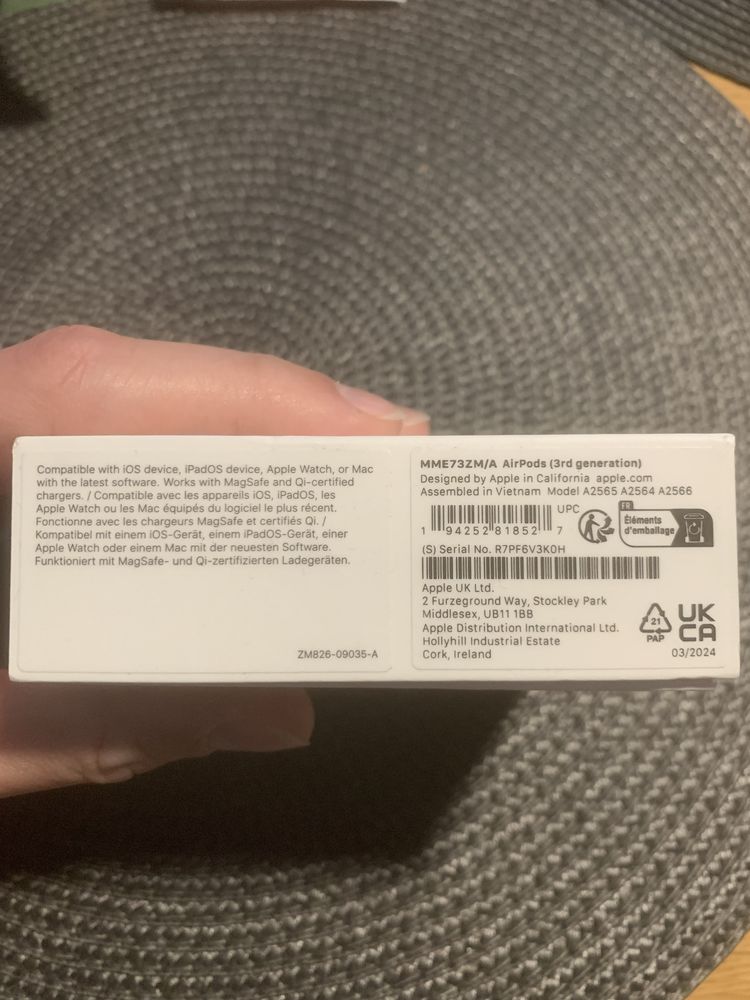 Compatible with iOS device, iPadOS device, Apple Watch, or Mac
with the latest software. Works with MagSafe and Qi-certified
chargers. / Compatible avec les appareils iOS, iPadOS, les
Apple Watch ou les Mac équipés du logiciel le plus récent.
Fonctionne avec les chargeurs MagSafe et certifiés Qi. /
Kompatibel mit einem iOS-Gerät, einem iPadOS-Gerät, einer
Apple Watch oder einem Mac mit der neuesten Software.
Funktioniert mit MagSafe- und Qi-zertifizierten Ladegeräten.
ZM826-09035-A
MME73ZM/A AirPods (3rd generation)
Designed by Apple in California apple.com
Assembled in Vietnam Model A2565 A2564 A2566
UPC
1 94252 81852 7
FR
Éléments
d'emballage
(S) Serial No. R7PF6V3K0H
Apple UK Ltd.
2 Furzeground Way, Stockley Park
Middlesex, UB11 1BB
Apple Distribution International Ltd.
Hollyhill Industrial Estate
Cork, Ireland
21
PAP
UK
CA
03/2024